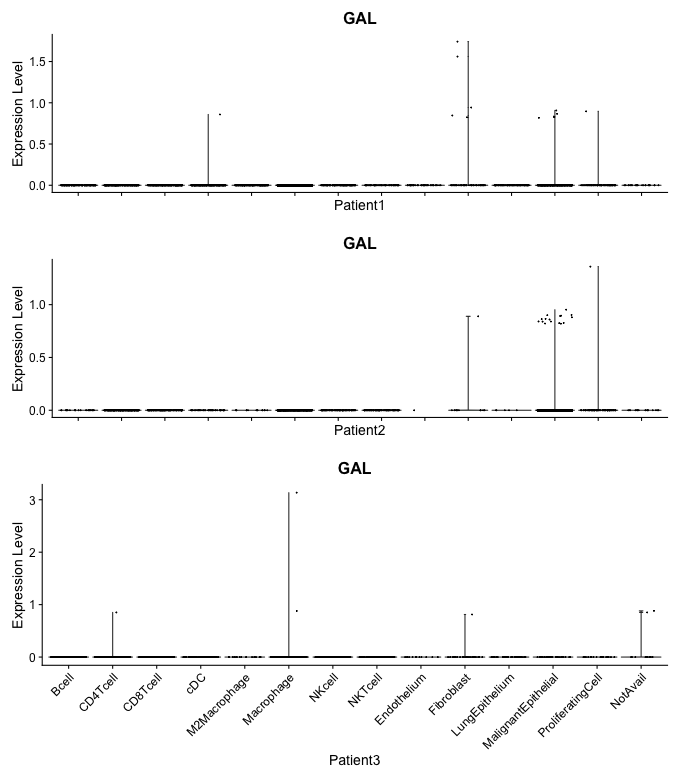 GAL
Expression Level
1.5
1.0
0.5
0.0
Patient1
GAL
Expression Level
1.0
0.5
0.0
Patient2
GAL
Expression Level
3
2
1
0
Bcell
CD4Tcell
CD8Tcell
cDC
M2Macrophage
Macrophage
NKcell
NKTcell
Endothelium
Fibroblast
LungEpithelium
MalignantEpithelial
ProliferatingCell
NotAvail
Patient3